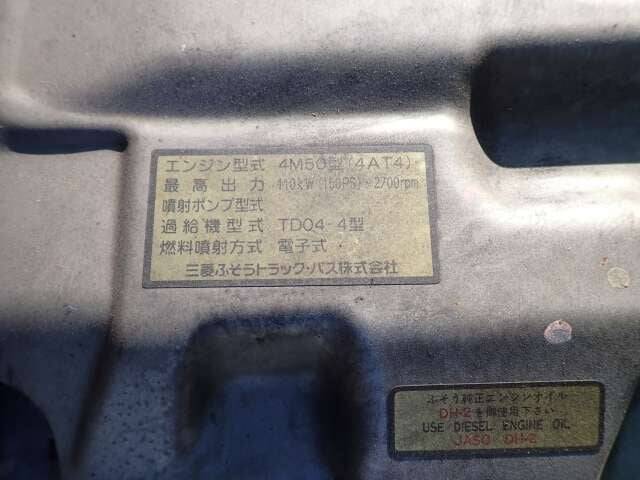 エンジン型式 4M50型(4AT4)
最高出力 110kW(150PS)~2700rpm
噴射ポンプ型式
過給機型式 TD04-4型
燃料噴射方式 電子式
三菱ふそうトラック・バス株式会社
ふそう純正エンジンオイル
DH-2を御使用下さい
USE DIESEL ENGINE OIL
JASO DH-2